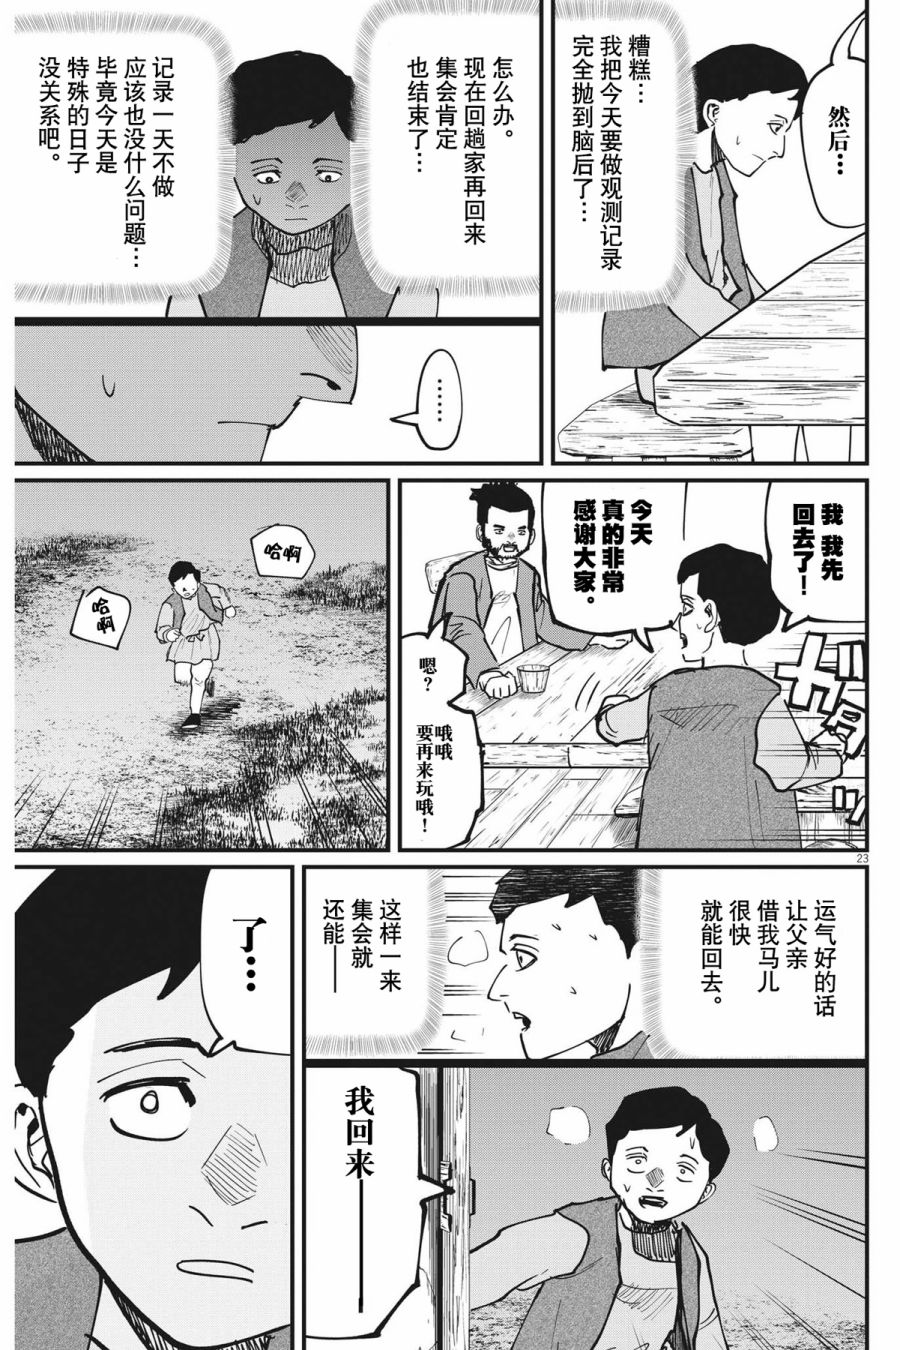 然后…
糟糕…
我把今天要做观测记录
完全抛到脑后了…
怎么办。
现在回趟家再回来
集会肯定
也结束了…
记录一天不做
应该也没什么问题…
毕竟今天是
特殊的日子
没关系吧。
……
我 我先
回去了!
ガ
今天
真的非常
感谢大家。
嗯?
哦哦
要再来玩哦!
哈啊
哈啊
23
运气好的话
让父亲
借我马儿
很快
就能回去。
这样一来
集会就
还能——
我回来——
了…